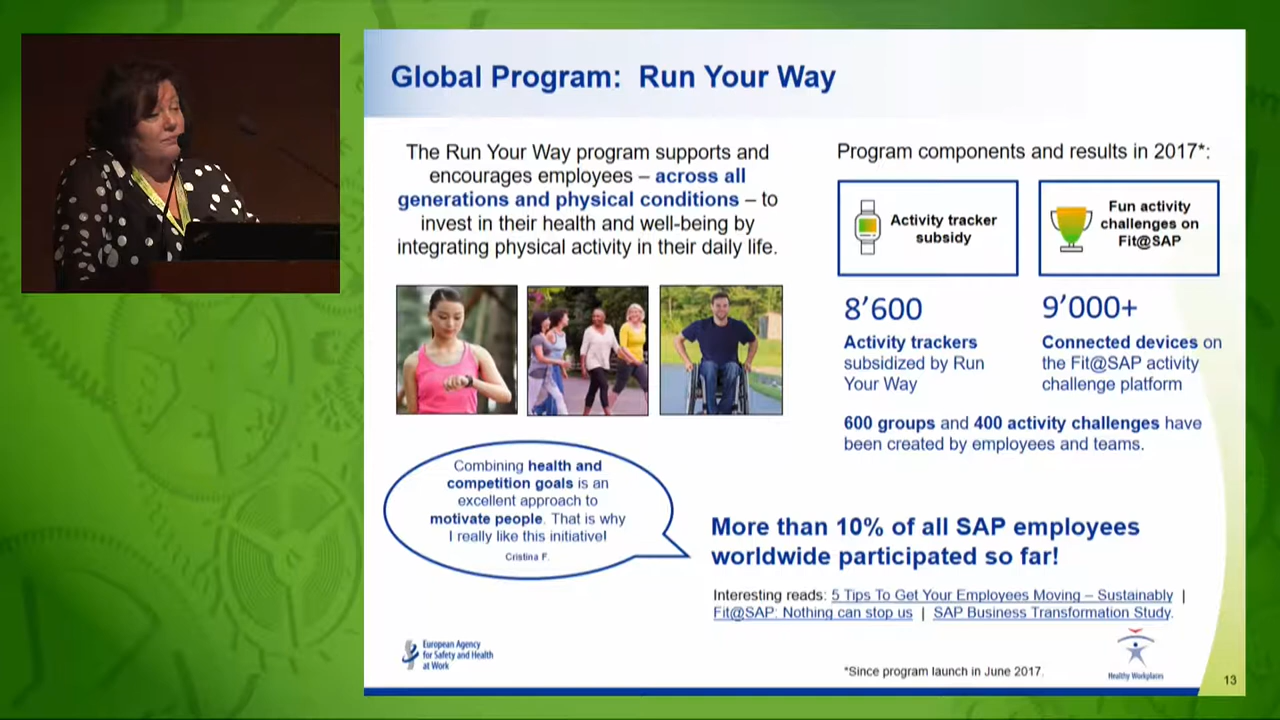 Global Program: Run Your Way
The Run Your Way program supports and
encourages employees – across all
generations and physical conditions – to
invest in their health and well-being by
integrating physical activity in their daily life.
Program components and results in 2017*:
Activity tracker
subsidy
Fun activity
challenges on
Fit@SAP
8’600
Activity trackers
subsidized by Run
Your Way
9’000+
Connected devices on
the Fit@SAP activity
challenge platform
600 groups and 400 activity challenges have
been created by employees and teams.
Combining health and
competition goals is an
excellent approach to
motivate people. That is why
I really like this initiative!
Cristina F.
More than 10% of all SAP employees
worldwide participated so far!
Interesting reads: 5 Tips To Get Your Employees Moving – Sustainably |
Fit@SAP: Nothing can stop us | SAP Business Transformation Study.
European Agency
for Safety and Health
at Work
*Since program launch in June 2017.
Healthy Workplaces
13